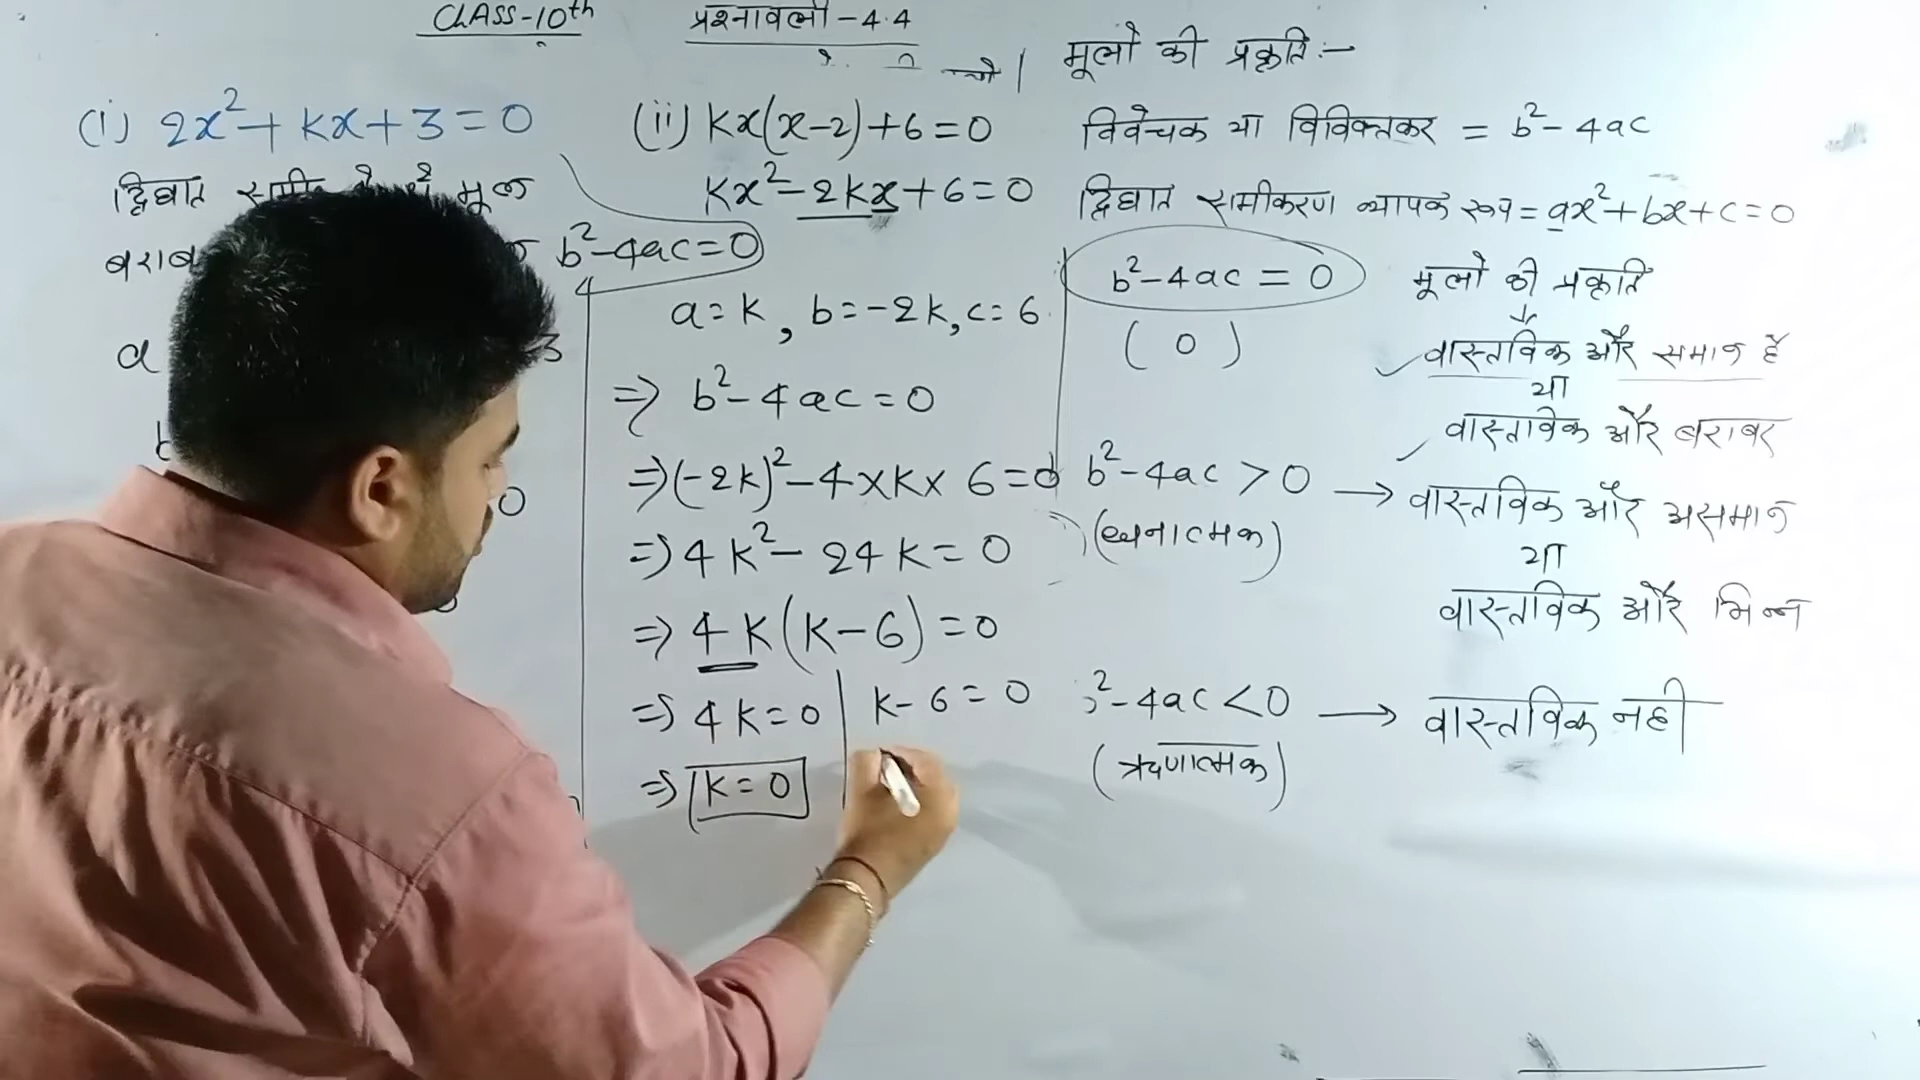 CLASS-10th
प्रश्नावली-4.4
(i) 2x²+kx+3=0
द्विघात मूल
b²-4ac=0
a
3
0
(ii) kx(x-2)+6=0
kx²-2kx+6=0
a=k, b=-2k, c=6
⇒ b²-4ac=0
⇒(-2k)²-4×k×6=0
⇒4k²-24k=0
⇒4k(k-6)=0
⇒4k=0 | k-6=0
⇒ k=0
मूलों की प्रकृति:-
विवेचक या विविक्तकर = b²-4ac
द्विघात समीकरण व्यापक रूप=ax²+bx+c=0
b²-4ac=0 मूलों की प्रकृति
(0) वास्तविक और समान हैं
या
वास्तविक और बराबर
b²-4ac>0 → वास्तविक और असमान
(धनात्मक) या
वास्तविक और भिन्न
²-4ac<0 → वास्तविक नही
(ऋणात्मक)